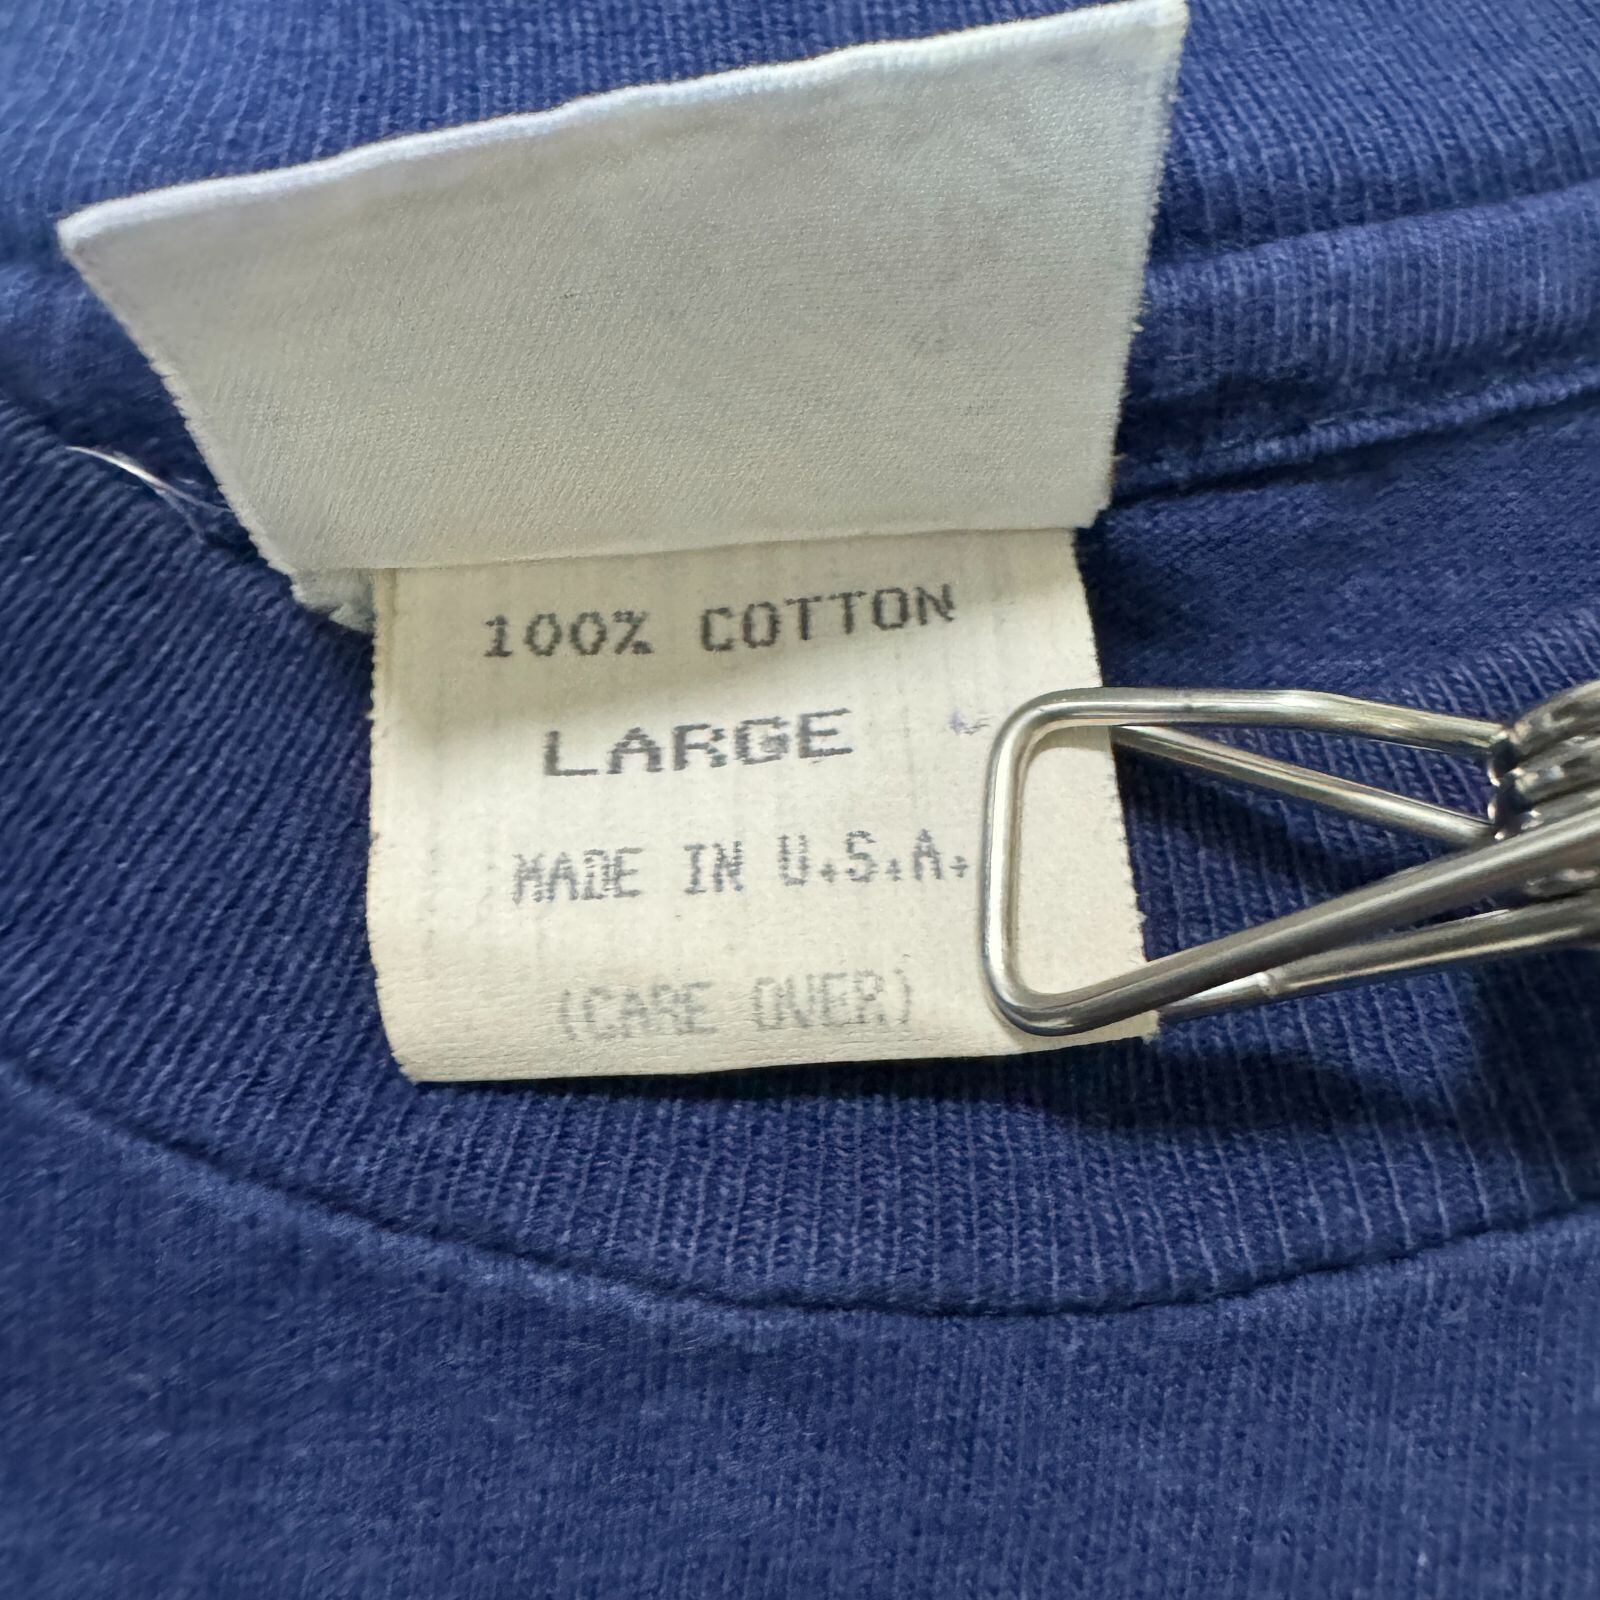 100% COTTON
LARGE
MADE IN U.S.A.
(CARE OVER)